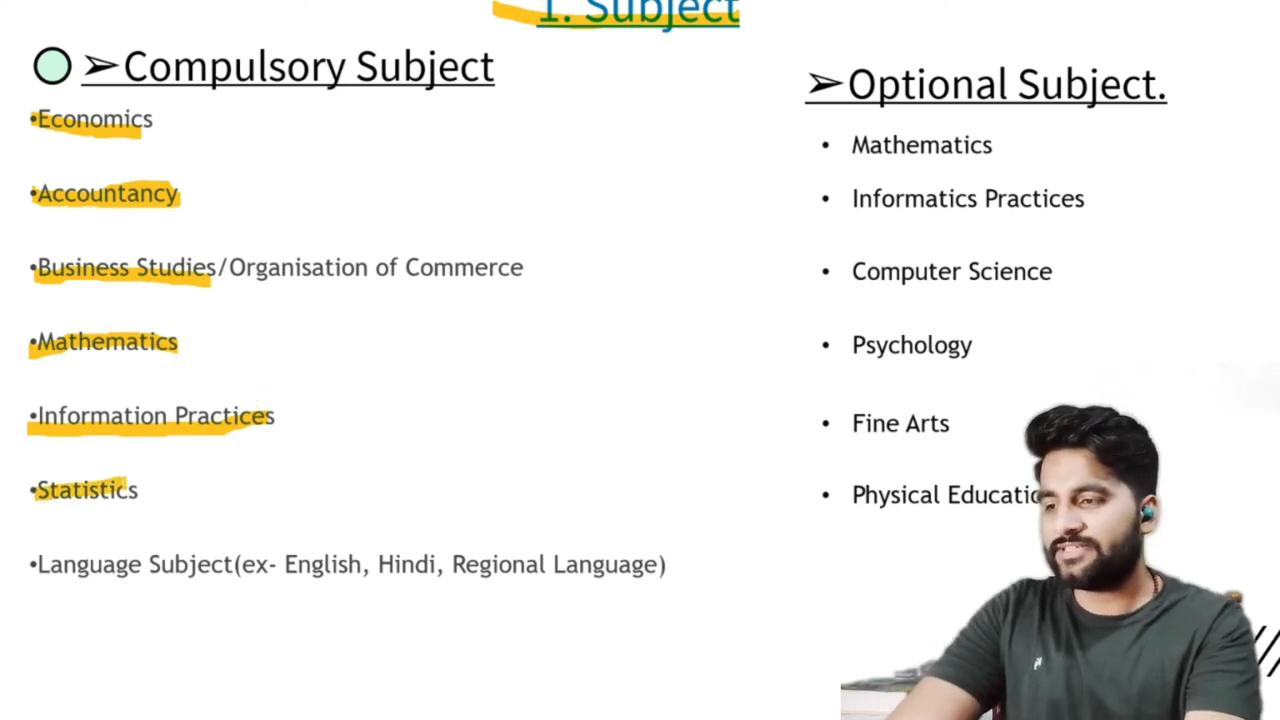 1. Subject
➢Compulsory Subject
•Economics
•Accountancy
•Business Studies/Organisation of Commerce
•Mathematics
•Information Practices
•Statistics
•Language Subject(ex- English, Hindi, Regional Language)
➢Optional Subject.
• Mathematics
• Informatics Practices
• Computer Science
• Psychology
• Fine Arts
• Physical